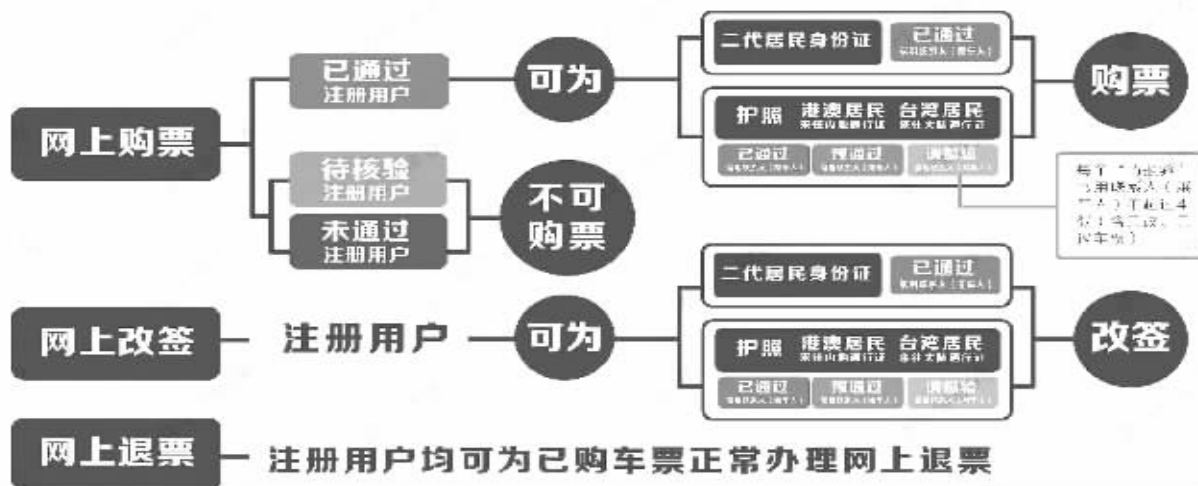 网上购票
已通过
注册用户
待核验
注册用户
未通过
注册用户
可为
不可
购票
二代居民身份证
已通过
护照 港澳居民 台湾居民
来往内地通行证 来往大陆通行证
已通过 预通过 请报验
购票
网上改签
注册用户
可为
二代居民身份证
已通过
护照 港澳居民 台湾居民
来往内地通行证 来往大陆通行证
已通过 预通过 请报验
改签
网上退票
注册用户均可为已购车票正常办理网上退票